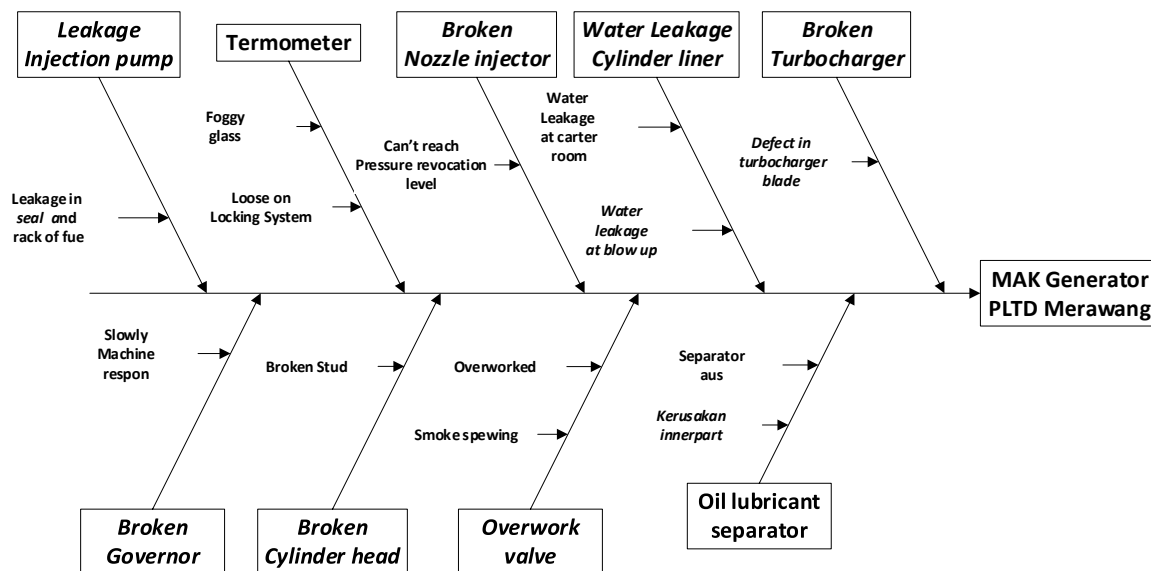 Leakage
Injection pump
Termometer
Broken
Nozzle injector
Water Leakage
Cylinder liner
Broken
Turbocharger
Foggy
glass
Leakage in
seal and
rack of fue
Loose on
Locking System
Can't reach
Pressure revocation
level
Water
Leakage
at carter
room
Water
leakage
at blow up
Defect in
turbocharger
blade
MAK Generator
PLTD Merawang
Slowly
Machine
respon
Broken Stud
Overworked
Smoke spewing
Separator
aus
Kerusakan
innerpart
Broken
Governor
Broken
Cylinder head
Overwork
valve
Oil lubricant
separator